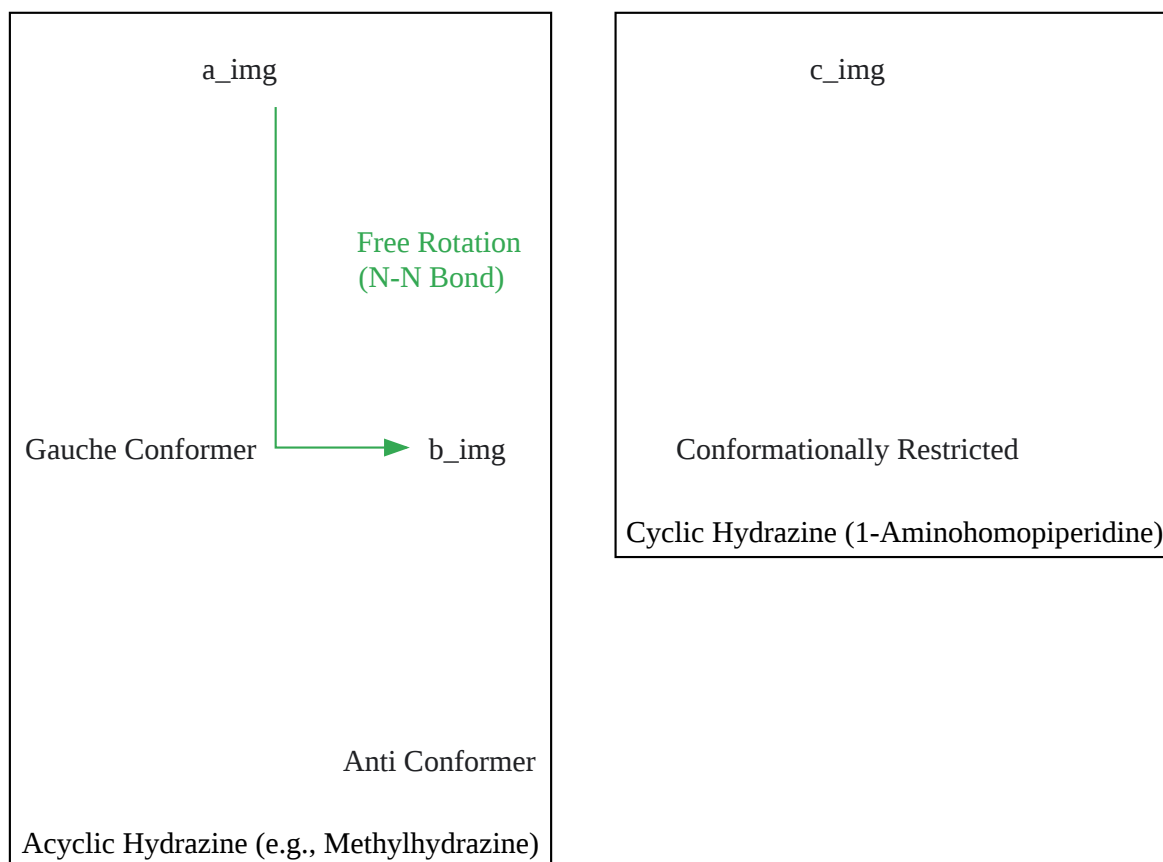 a_img
Free Rotation
(N-N Bond)
Gauche Conformer
b_img
Anti Conformer
Acyclic Hydrazine (e.g., Methylhydrazine)
c_img
Conformationally Restricted
Cyclic Hydrazine (1-Aminohomopiperidine)